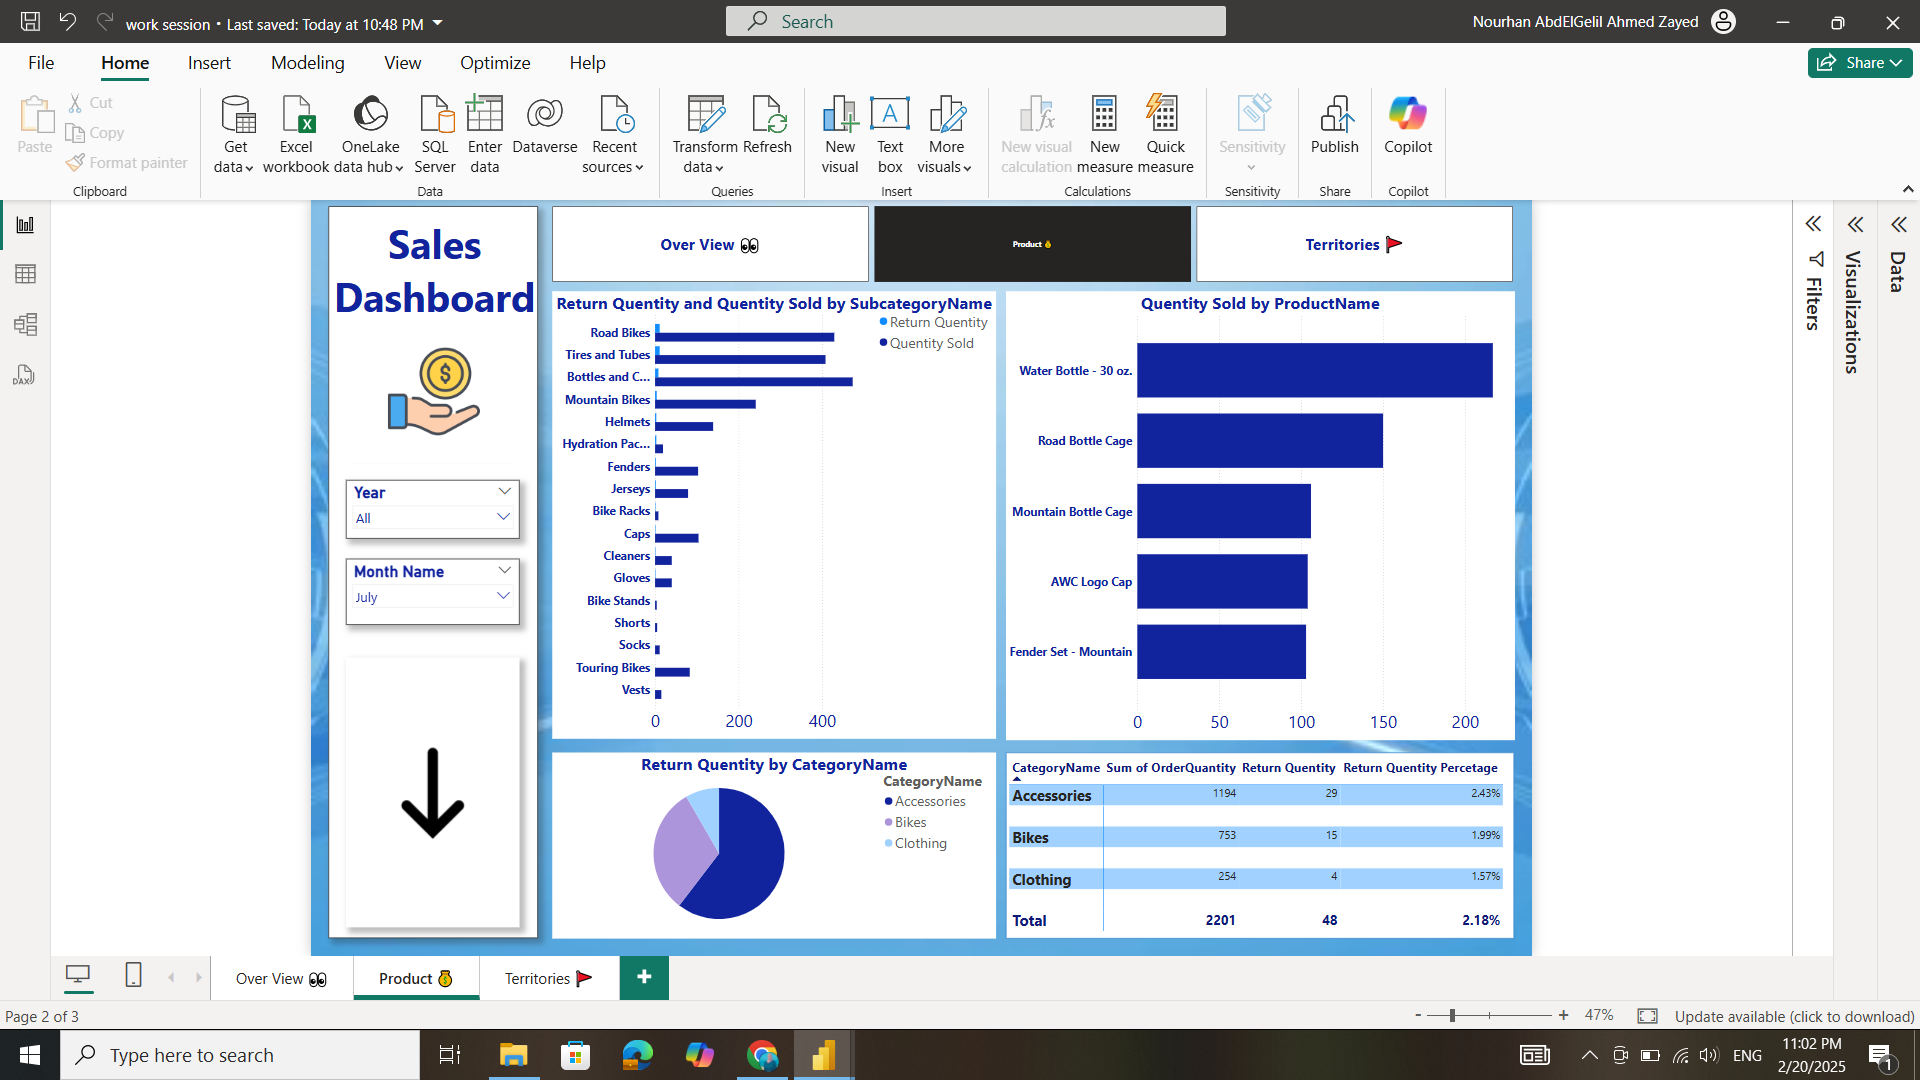 work session • Last saved: Today at 10:48 PM
Search
Nourhan AbdElGelil Ahmed Zayed
File
Home
Insert
Modeling
View
Optimize
Help
Share
Paste
Cut
Copy
Format painter
Clipboard
Get data
Excel workbook
OneLake data hub
SQL Server
Enter data
Dataverse
Recent sources
Data
Transform data
Refresh
Queries
New visual
Text box
More visuals
Insert
New visual calculation
New measure
Quick measure
Calculations
Sensitivity
Sensitivity
Publish
Share
Copilot
Copilot
Sales
Dashboard
Year
All
Month Name
July
Over View 👀
Product 💰
Territories 🚩
Return Quentity and Quentity Sold by SubcategoryName
Return Quentity
Quentity Sold
Road Bikes
Tires and Tubes
Bottles and C...
Mountain Bikes
Helmets
Hydration Pac...
Fenders
Jerseys
Bike Racks
Caps
Cleaners
Gloves
Bike Stands
Shorts
Socks
Touring Bikes
Vests
0 200 400
Quentity Sold by ProductName
Water Bottle - 30 oz.
Road Bottle Cage
Mountain Bottle Cage
AWC Logo Cap
Fender Set - Mountain
0 50 100 150 200
Return Quentity by CategoryName
CategoryName
Accessories
Bikes
Clothing
CategoryName Sum of OrderQuantity Return Quentity Return Quentity Percetage
Accessories 1194 29 2.43%
Bikes 753 15 1.99%
Clothing 254 4 1.57%
Total 2201 48 2.18%
Filters
Visualizations
Data
DAX
Over View 👀
Product 💰
Territories 🚩
+
Page 2 of 3
- + 47%
Update available (click to download)
Type here to search
ENG
11:02 PM
2/20/2025
1